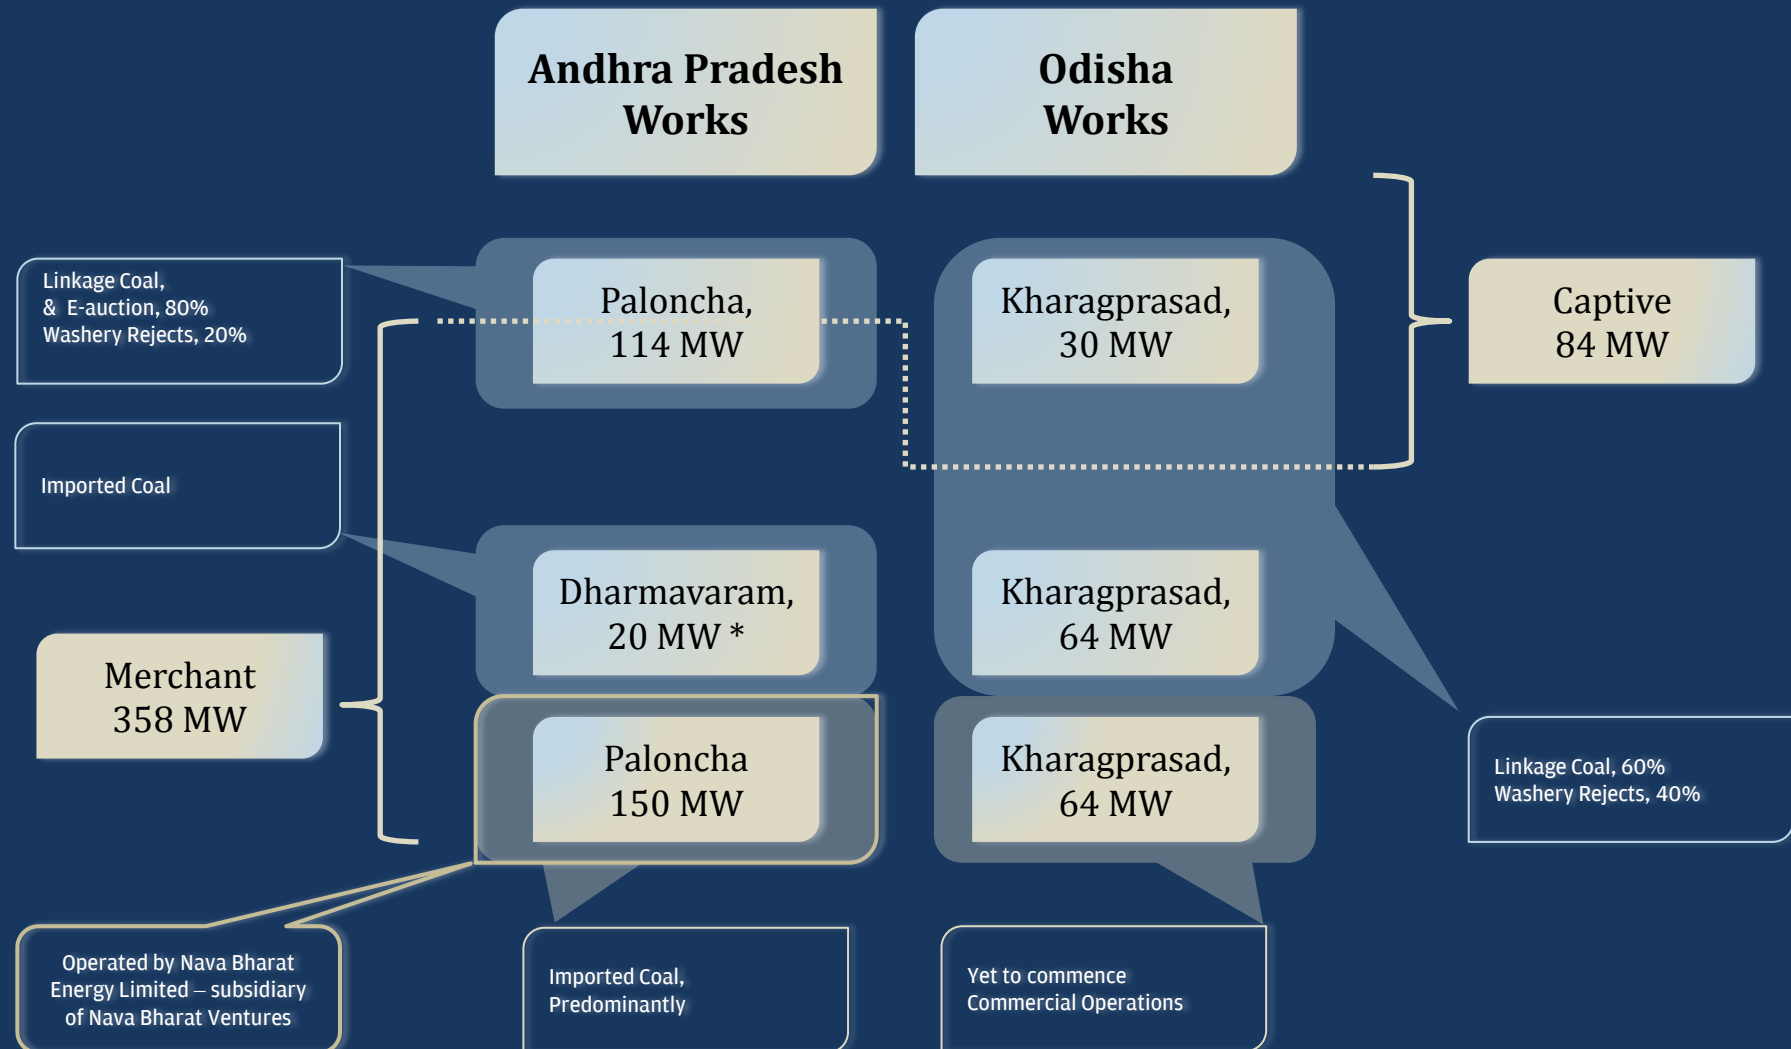 Andhra Pradesh
Works
Odisha
Works
Linkage Coal,
& E-auction, 80%
Washery Rejects, 20%
Paloncha,
114 MW
Kharagprasad,
30 MW
Captive
84 MW
Imported Coal
Dharmavaram,
20 MW *
Kharagprasad,
64 MW
Merchant
358 MW
Paloncha
150 MW
Kharagprasad,
64 MW
Linkage Coal, 60%
Washery Rejects, 40%
Operated by Nava Bharat
Energy Limited – subsidiary
of Nava Bharat Ventures
Imported Coal,
Predominantly
Yet to commence
Commercial Operations